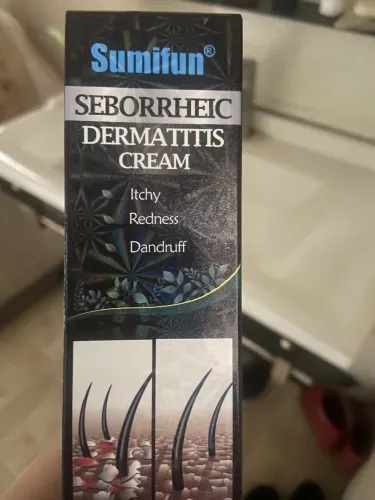 Sumifun®
SEBORRHEIC
DERMATITIS
CREAM
Itchy
Redness
Dandruff